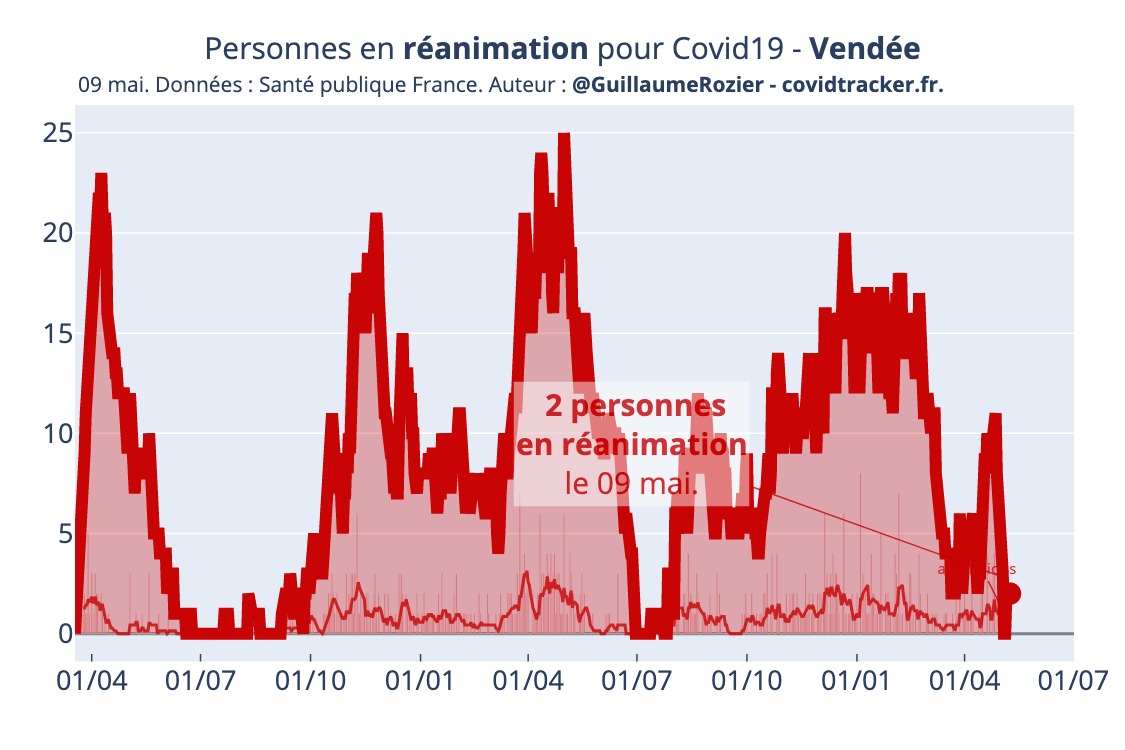 Personnes en réanimation pour Covid19 - Vendée
09 mai. Données : Santé publique France. Auteur : @GuillaumeRozier - covidtracker.fr.
25
20
15
10
5
0
2 personnes
en réanimation
le 09 mai.
01/04 01/07 01/10 01/01 01/04 01/07 01/10 01/01 01/04 01/07